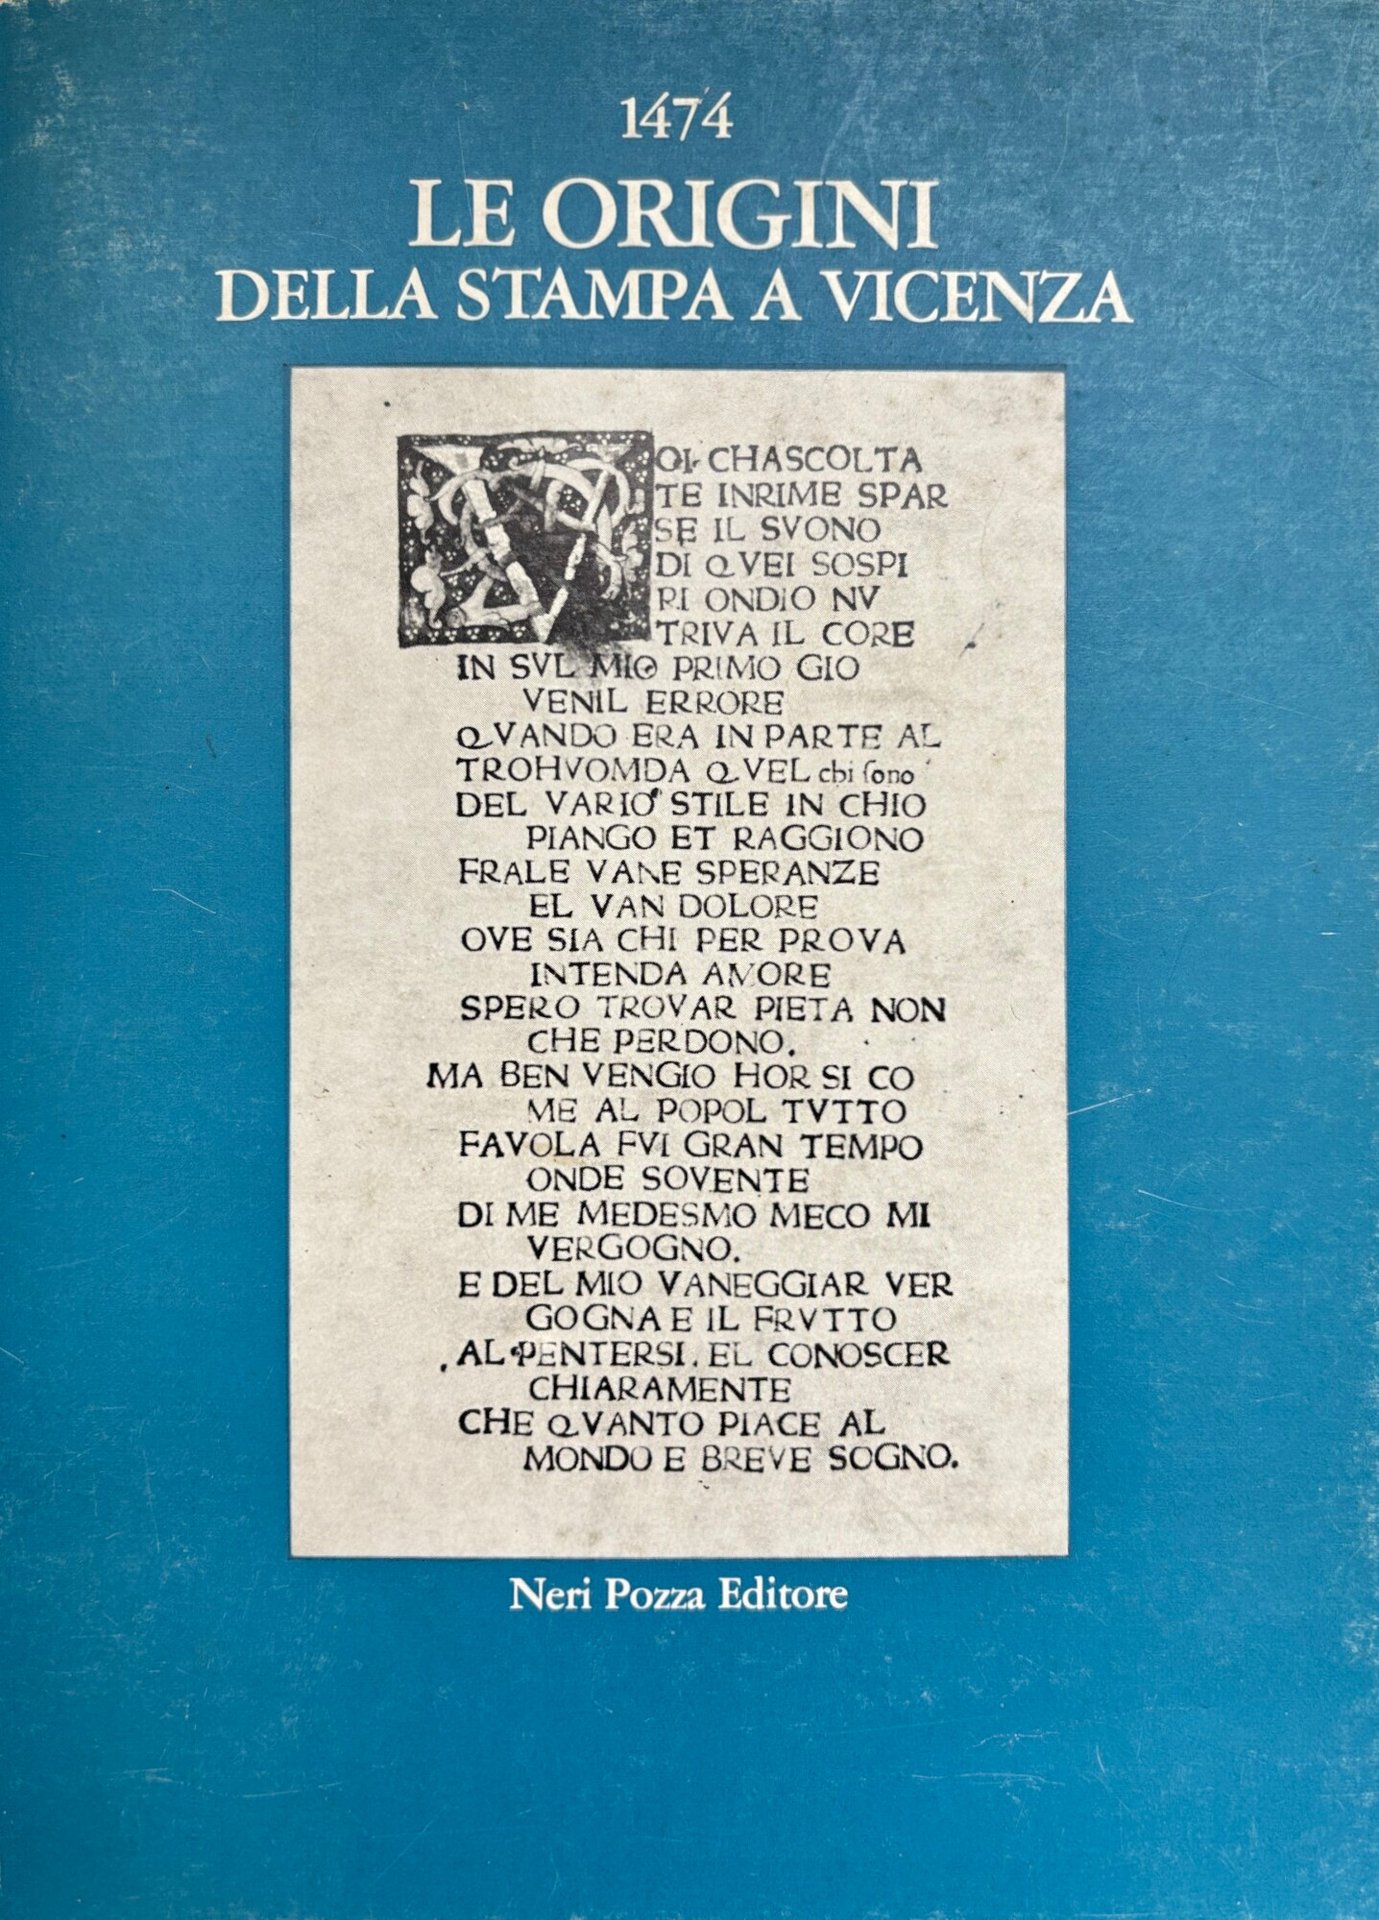 1474
LE ORIGINI
DELLA STAMPA A VICENZA
VOI CHASCOLTA
TE INRIME SPAR
SE IL SVONO
DI QVEI SOSPI
RI ONDIO NV
TRIVA IL CORE
IN SVL MIO PRIMO GIO
VENIL ERRORE
QVANDO ERA IN PARTE AL
TROHVOMDA QVEL chi sono
DEL VARIO STILE IN CHIO
PIANGO ET RAGGIONO
FRALE VANE SPERANZE
EL VAN DOLORE
OVE SIA CHI PER PROVA
INTENDA AMORE
SPERO TROVAR PIETA NON
CHE PERDONO.
MA BEN VENGIO HOR SI CO
ME AL POPOL TVTTO
FAVOLA FVI GRAN TEMPO
ONDE SOVENTE
DI ME MEDESMO MECO MI
VERGOGNO.
E DEL MIO VANEGGIAR VER
GOGNA E IL FRVTTO
AL PENTERSI. EL CONOSCER
CHIARAMENTE
CHE QVANTO PIACE AL
MONDO E BREVE SOGNO.
Neri Pozza Editore